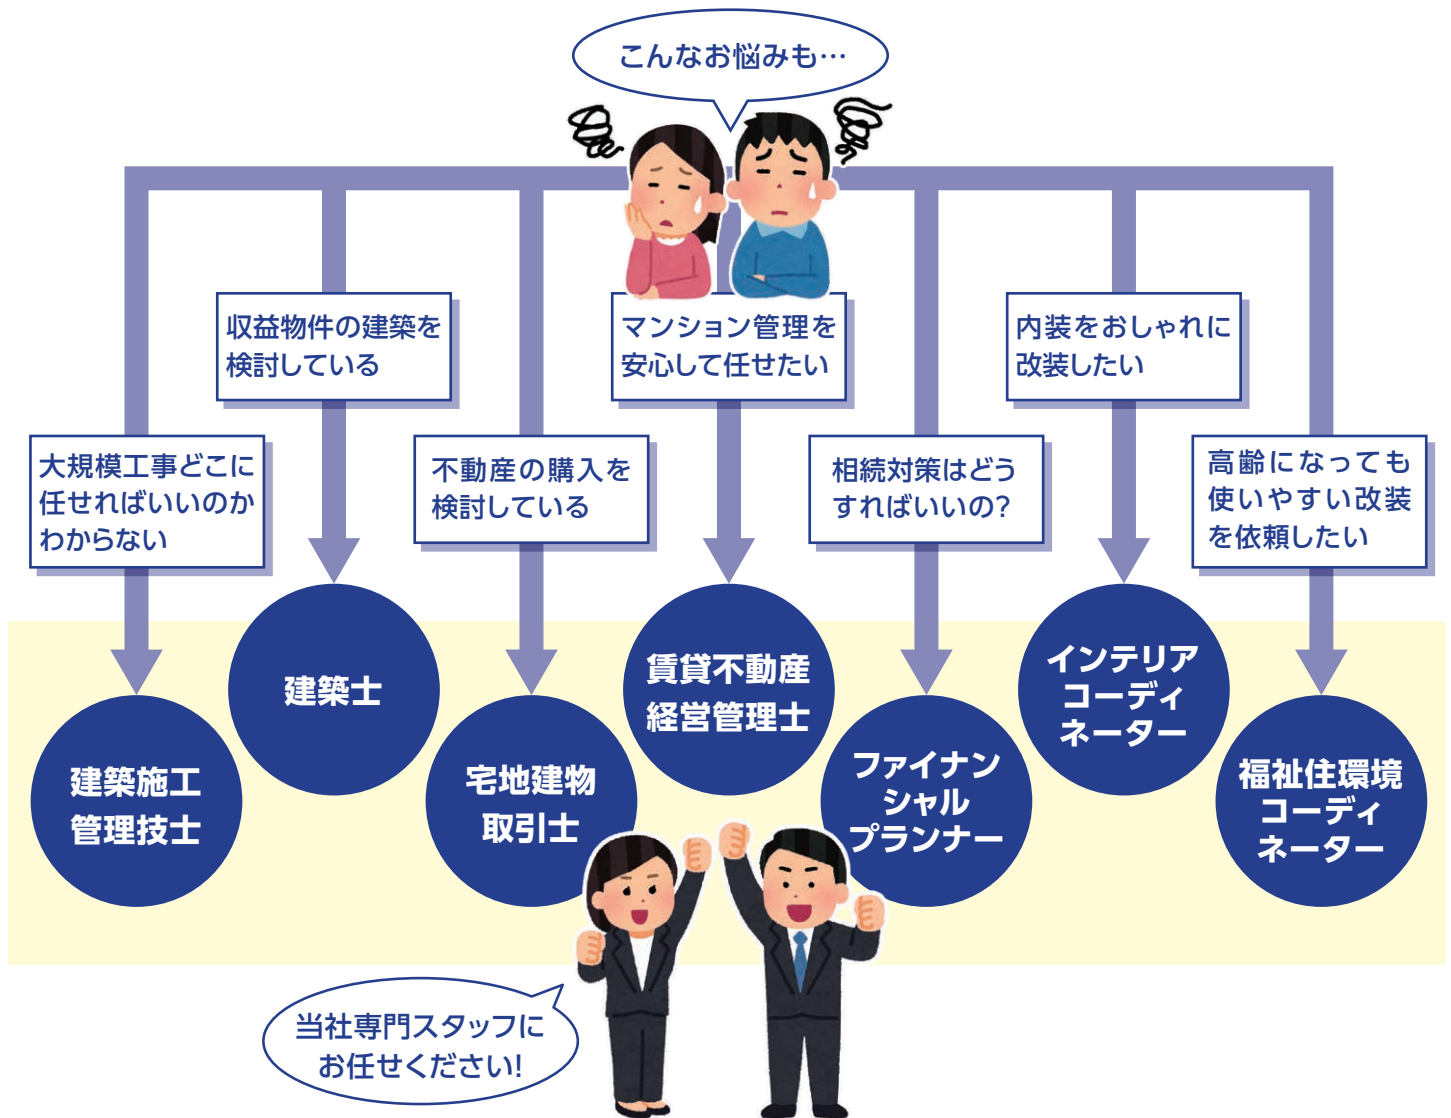 こんなお悩みも…
収益物件の建築を
検討している
マンション管理を
安心して任せたい
内装をおしゃれに
改装したい
大規模工事どこに
任せればいいのか
わからない
不動産の購入を
検討している
相続対策はどう
すればいいの?
高齢になっても
使いやすい改装
を依頼したい
建築施工
管理技士
建築士
宅地建物
取引士
賃貸不動産
経営管理士
ファイナン
シャル
プランナー
インテリア
コーディ
ネーター
福祉住環境
コーディ
ネーター
当社専門スタッフに
お任せください!